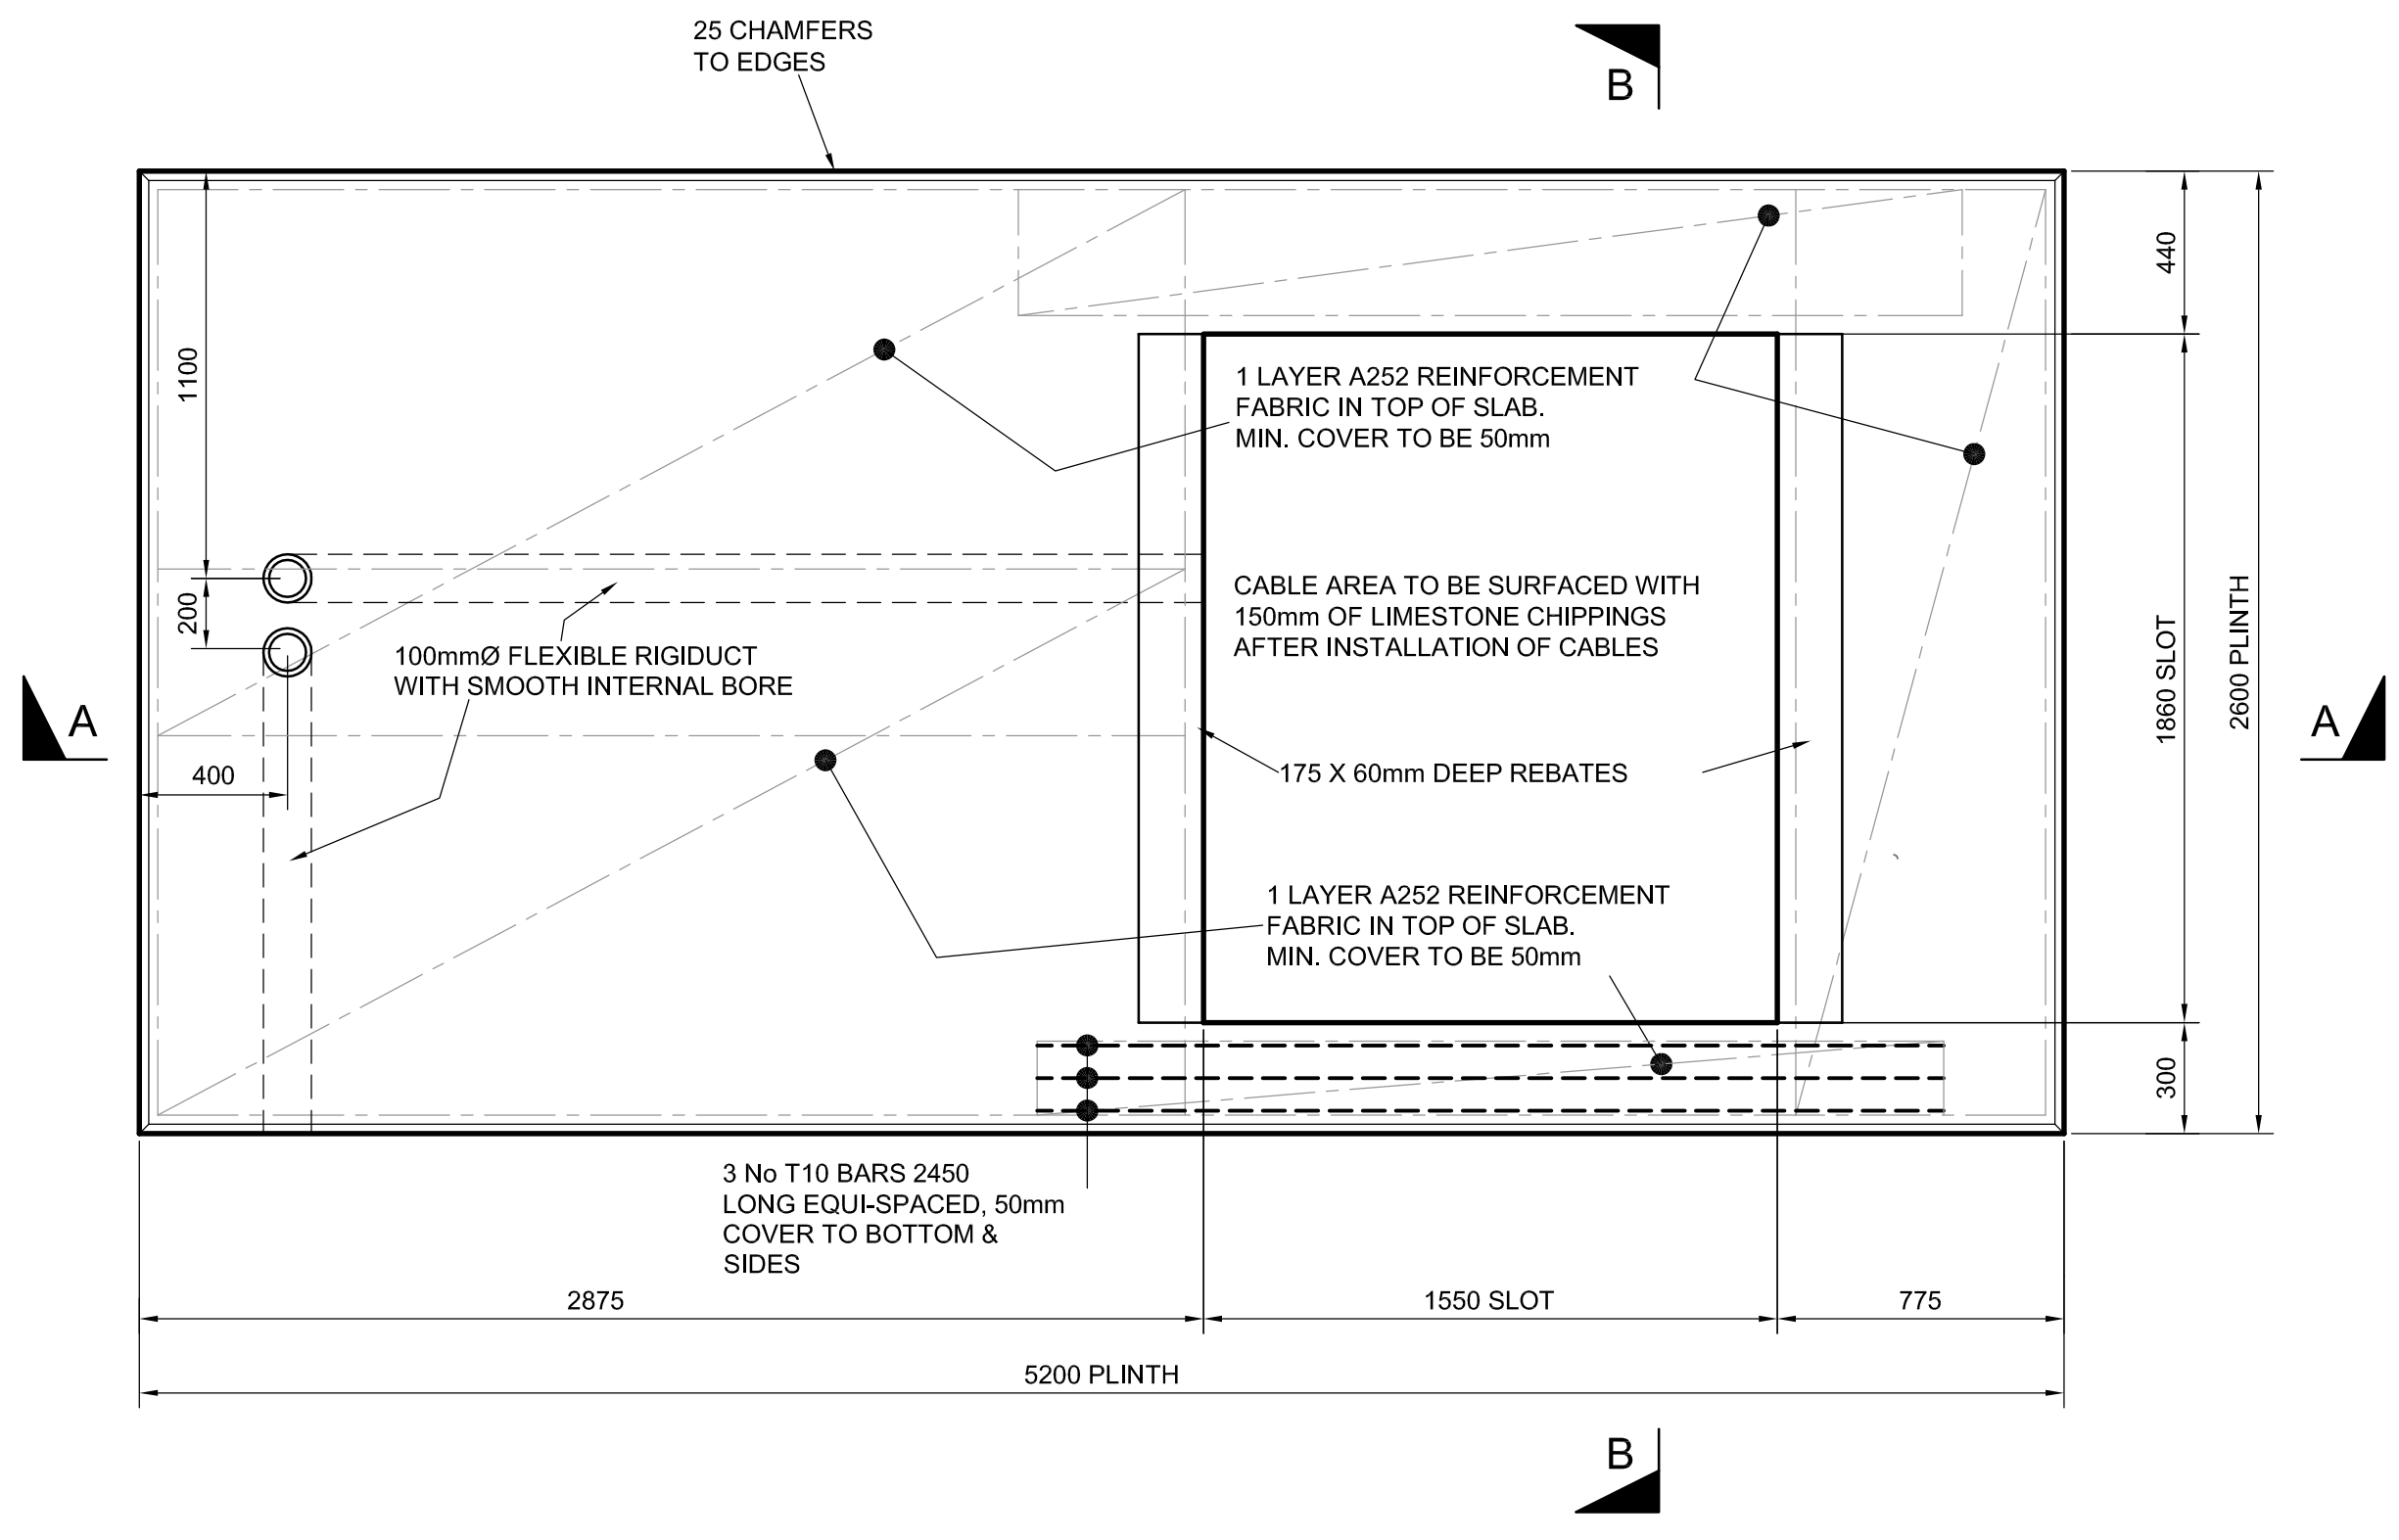 25 CHAMFERS
TO EDGES
B
440
1100
1 LAYER A252 REINFORCEMENT
FABRIC IN TOP OF SLAB.
MIN. COVER TO BE 50mm
200
CABLE AREA TO BE SURFACED WITH
150mm OF LIMESTONE CHIPPINGS
AFTER INSTALLATION OF CABLES
100mmØ FLEXIBLE RIGIDUCT
WITH SMOOTH INTERNAL BORE
1860 SLOT
2600 PLINTH
A
A
400
175 X 60mm DEEP REBATES
1 LAYER A252 REINFORCEMENT
FABRIC IN TOP OF SLAB.
MIN. COVER TO BE 50mm
300
3 No T10 BARS 2450
LONG EQUI-SPACED, 50mm
COVER TO BOTTOM &
SIDES
2875
1550 SLOT
775
5200 PLINTH
B